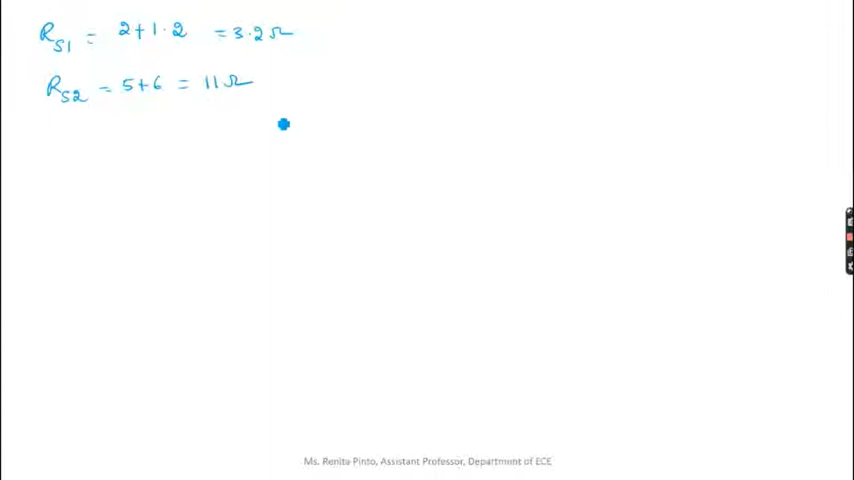 R_S1 = 2+1.2 = 3.2Ω
R_S2 = 5+6 = 11Ω
Ms. Renita Pinto, Assistant Professor, Department of ECE